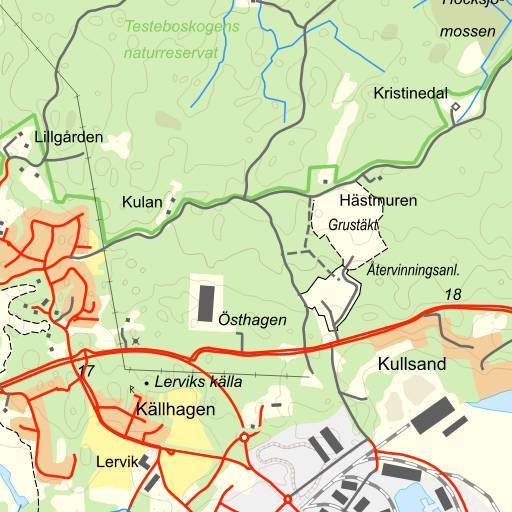 Hocksjö-
mossen
Testeboskogens
naturreservat
Kristinedal
Lillgården
Kulan
Hästmuren
Grustäkt
Återvinningsanl.
18
Östhagen
Kullsand
17
Lerviks källa
Källhagen
Lervik